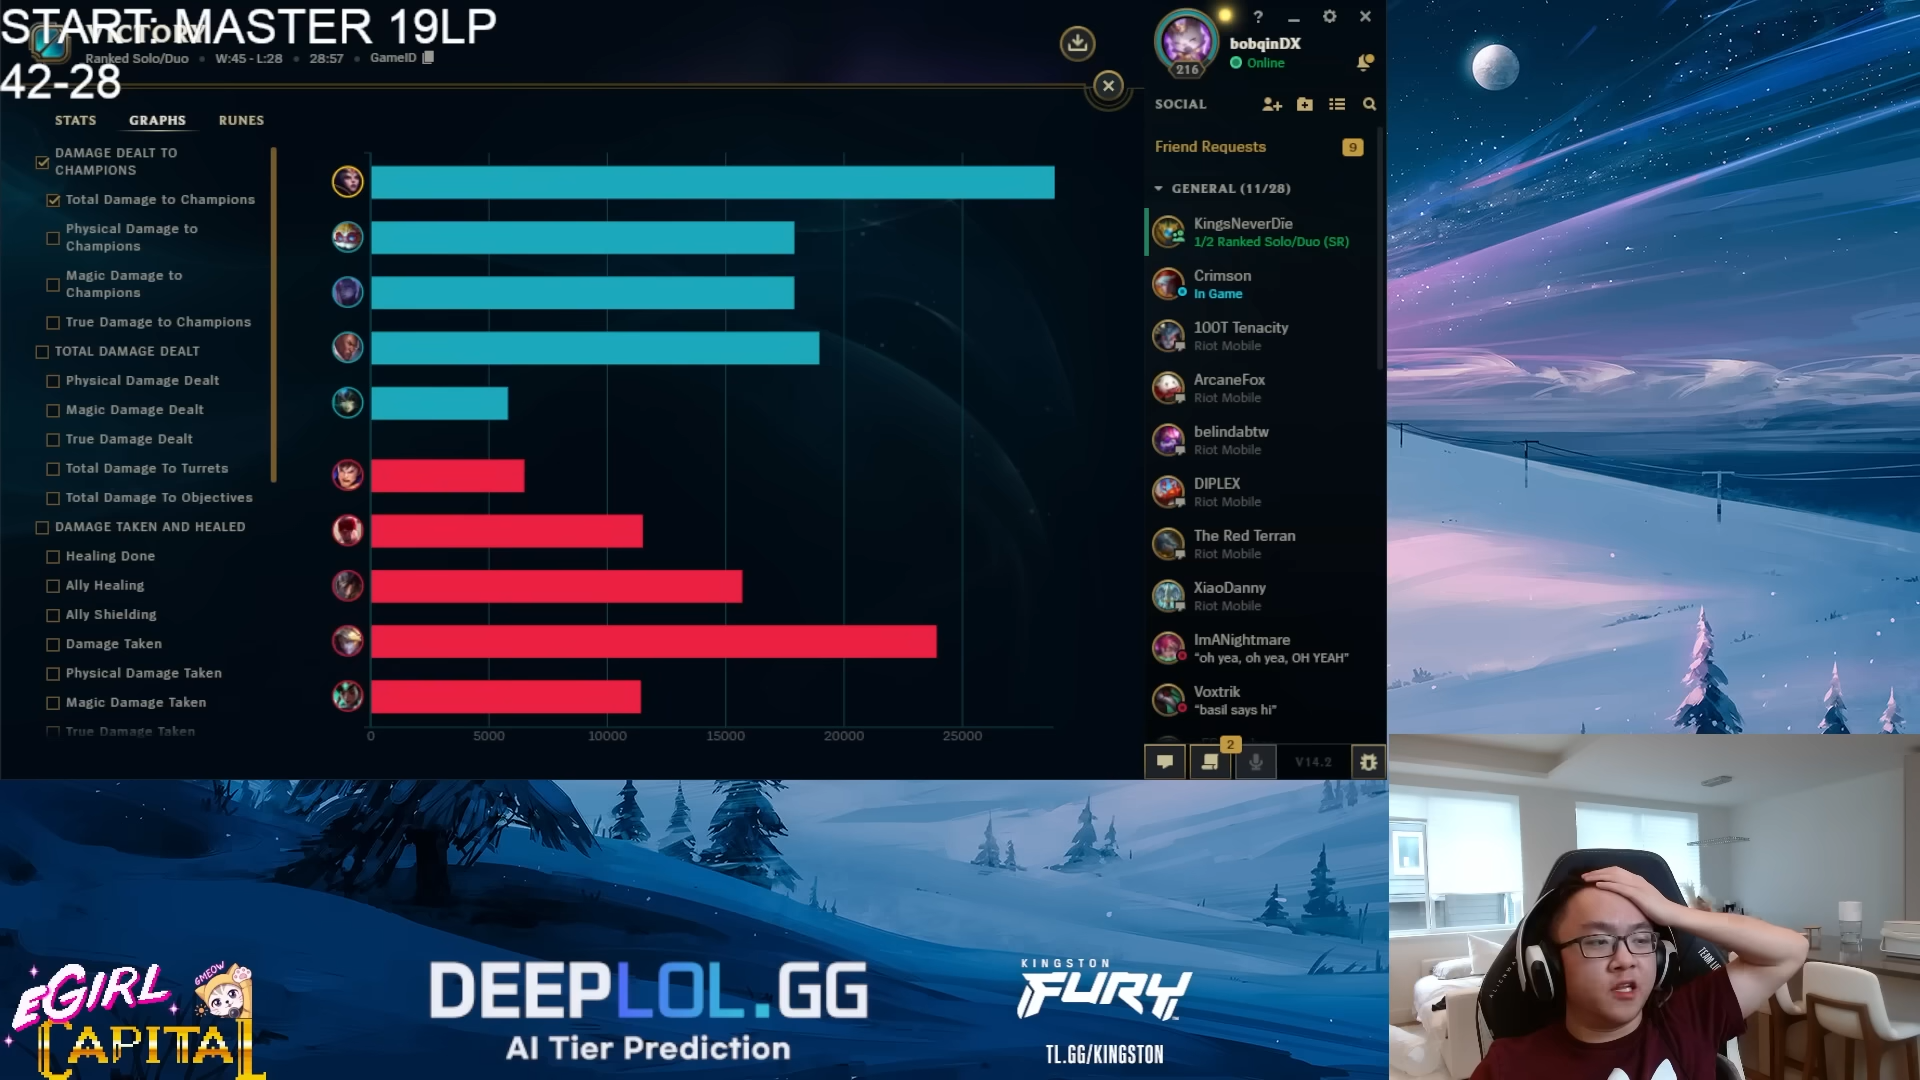 START: MASTER 19LP
VICTORY
Ranked Solo/Duo • W:45 - L:28 • 28:57 • GameID
42-28
STATS GRAPHS RUNES
DAMAGE DEALT TO
CHAMPIONS
Total Damage to Champions
Physical Damage to
Champions
Magic Damage to
Champions
True Damage to Champions
TOTAL DAMAGE DEALT
Physical Damage Dealt
Magic Damage Dealt
True Damage Dealt
Total Damage To Turrets
Total Damage To Objectives
DAMAGE TAKEN AND HEALED
Healing Done
Ally Healing
Ally Shielding
Damage Taken
Physical Damage Taken
Magic Damage Taken
True Damage Taken
0 5000 10000 15000 20000 25000
216
bobqinDX
Online
?
SOCIAL
Friend Requests 9
GENERAL (11/28)
KingsNeverDïe
1/2 Ranked Solo/Duo (SR)
Crimson
In Game
100T Tenacity
Riot Mobile
ArcaneFox
Riot Mobile
belindabtw
Riot Mobile
DIPLEX
Riot Mobile
The Red Terran
Riot Mobile
XiaoDanny
Riot Mobile
ImANightmare
“oh yea, oh yea, OH YEAH”
Voxtrik
“basil says hi”
2
V14.2
EGIRL
GMEOW
CAPITAL
DEEPLOL.GG
AI Tier Prediction
KINGSTON
FURY
TL.GG/KINGSTON
ALIENWARE